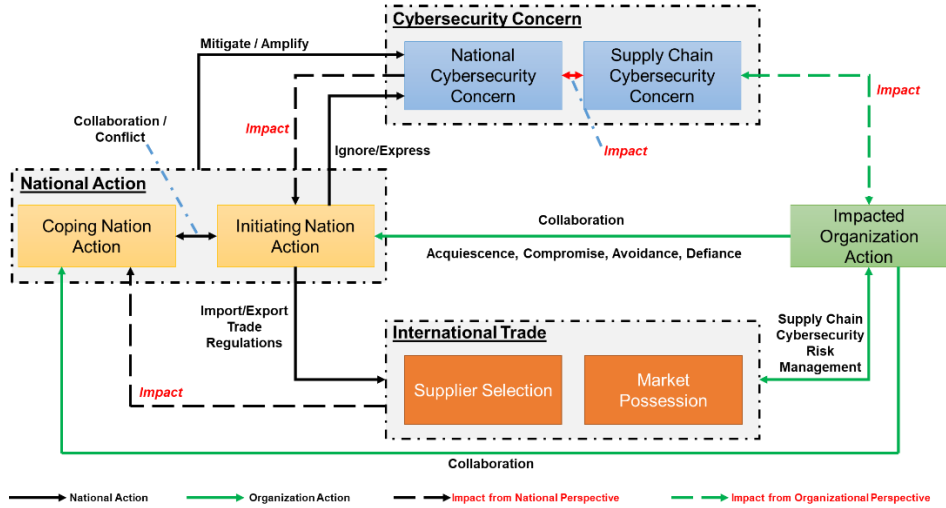 Cybersecurity Concern
Mitigate / Amplify
National
Cybersecurity
Concern
Supply Chain
Cybersecurity
Concern
Impact
Impact
Impact
Collaboration /
Conflict
Ignore/Express
National Action
Coping Nation
Action
Initiating Nation
Action
Collaboration
Acquiescence, Compromise, Avoidance, Defiance
Impacted
Organization
Action
Import/Export
Trade
Regulations
International Trade
Supply Chain
Cybersecurity
Risk
Management
Supplier Selection
Market
Possession
Impact
Collaboration
National Action
Organization Action
Impact from National Perspective
Impact from Organizational Perspective